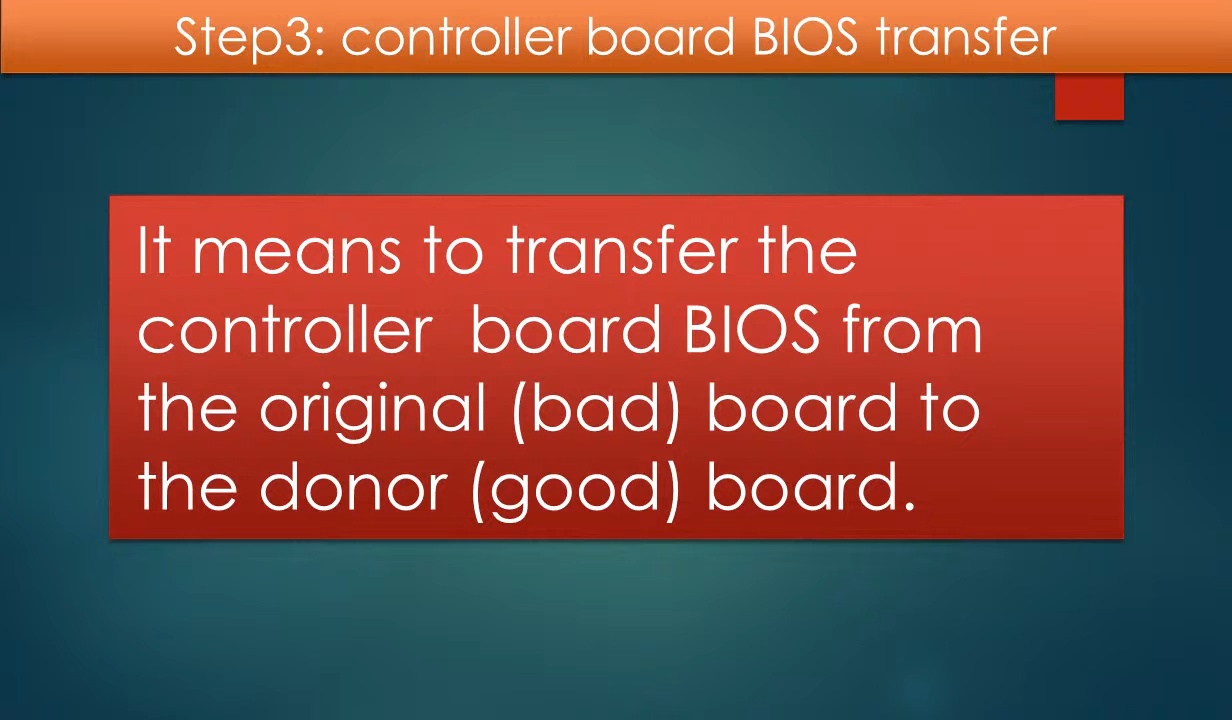 Step3: controller board BIOS transfer
It means to transfer the
controller  board BIOS from
the original (bad) board to
the donor (good) board.